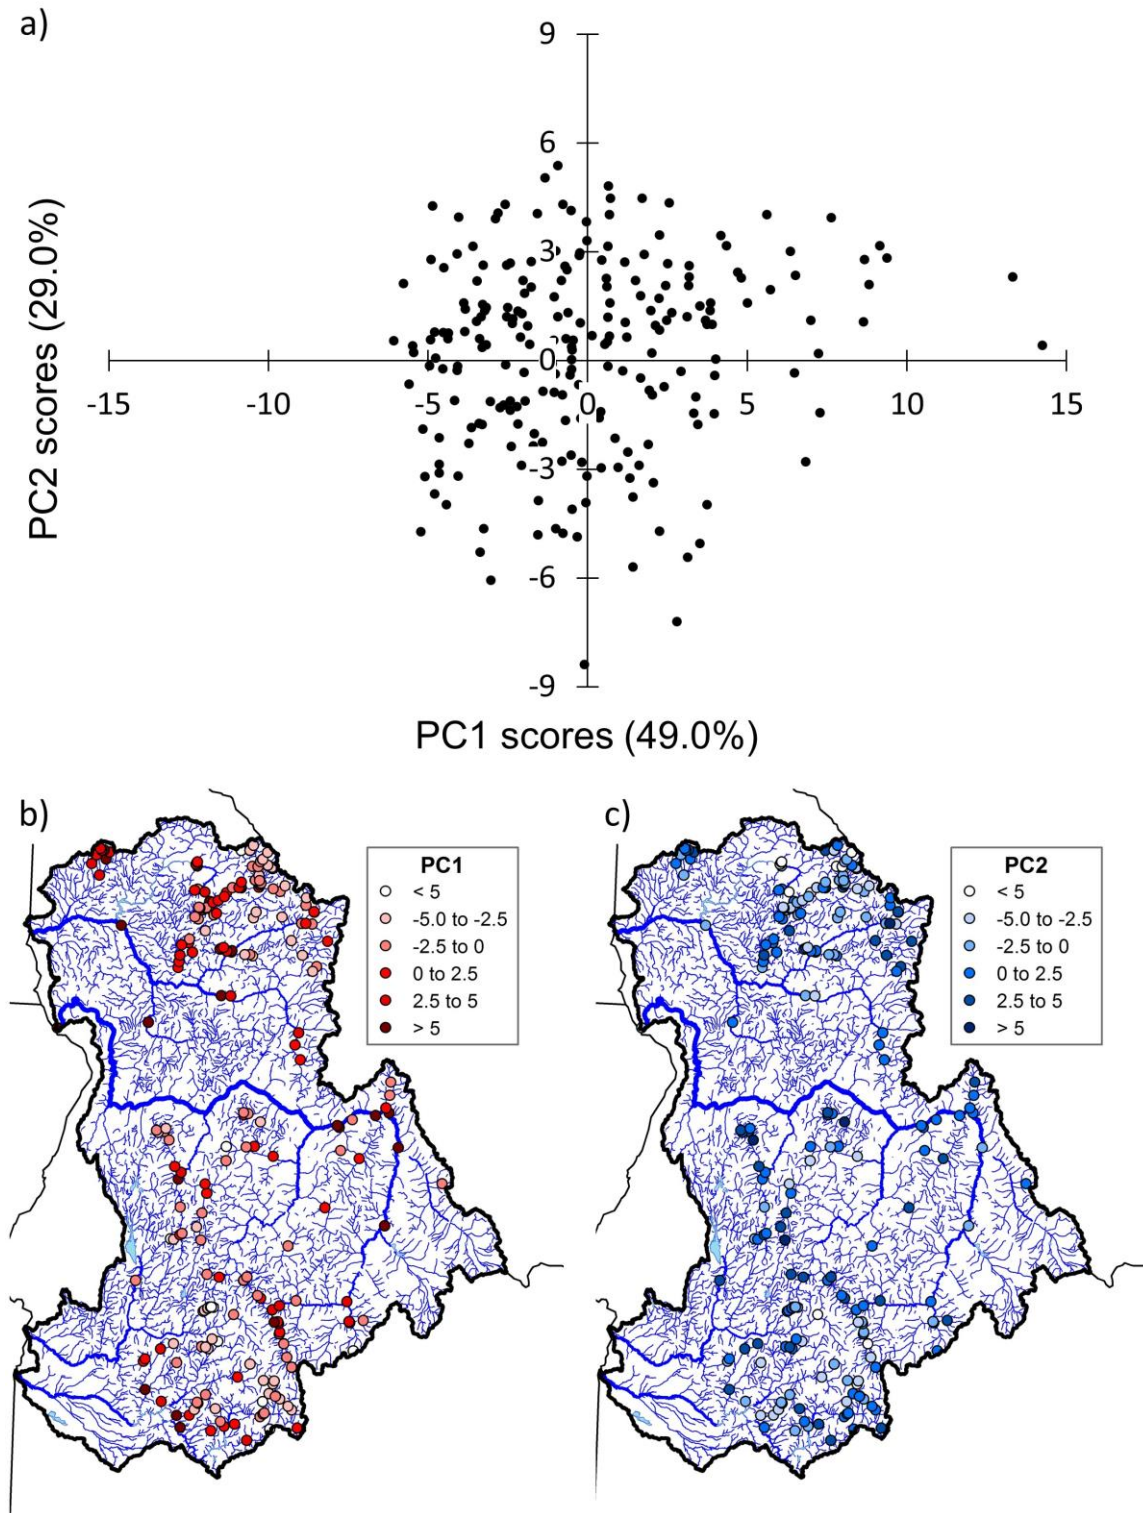 a)
9
6
3
0
-15
-10
-5
0
5
10
15
-3
-6
-9
PC2 scores (29.0%)
PC1 scores (49.0%)
b)
PC1
< 5
-5.0 to -2.5
-2.5 to 0
0 to 2.5
2.5 to 5
> 5
c)
PC2
< 5
-5.0 to -2.5
-2.5 to 0
0 to 2.5
2.5 to 5
> 5